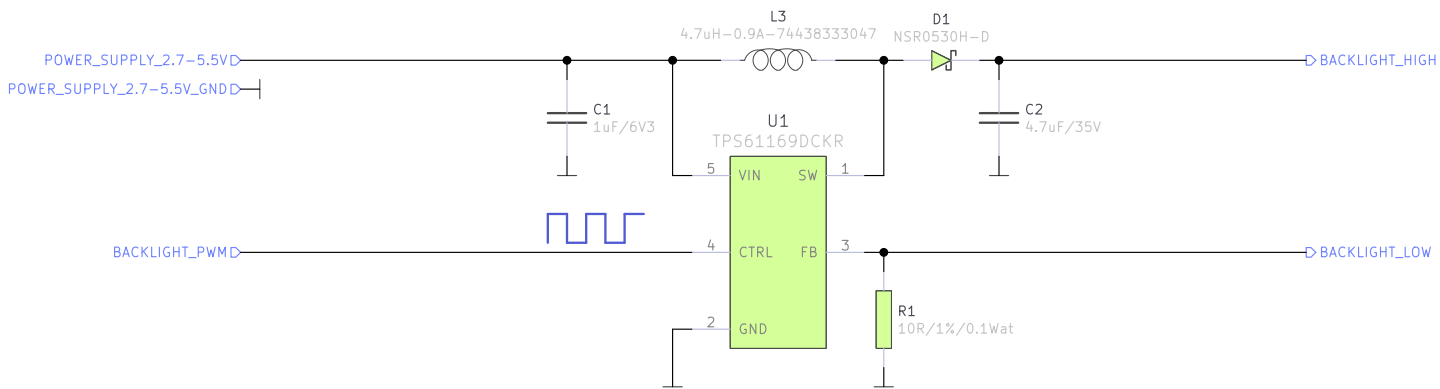 L3
4.7uH-0.9A-74438333047
D1
NSR0530H-D
POWER_SUPPLY_2.7-5.5V
BACKLIGHT_HIGH
POWER_SUPPLY_2.7-5.5V_GND
C1
1uF/6V3
C2
4.7uF/35V
U1
TPS61169DCKR
5
VIN
SW
1
BACKLIGHT_PWM
4
CTRL
FB
3
BACKLIGHT_LOW
R1
10R/1%/0.1Wat
2
GND